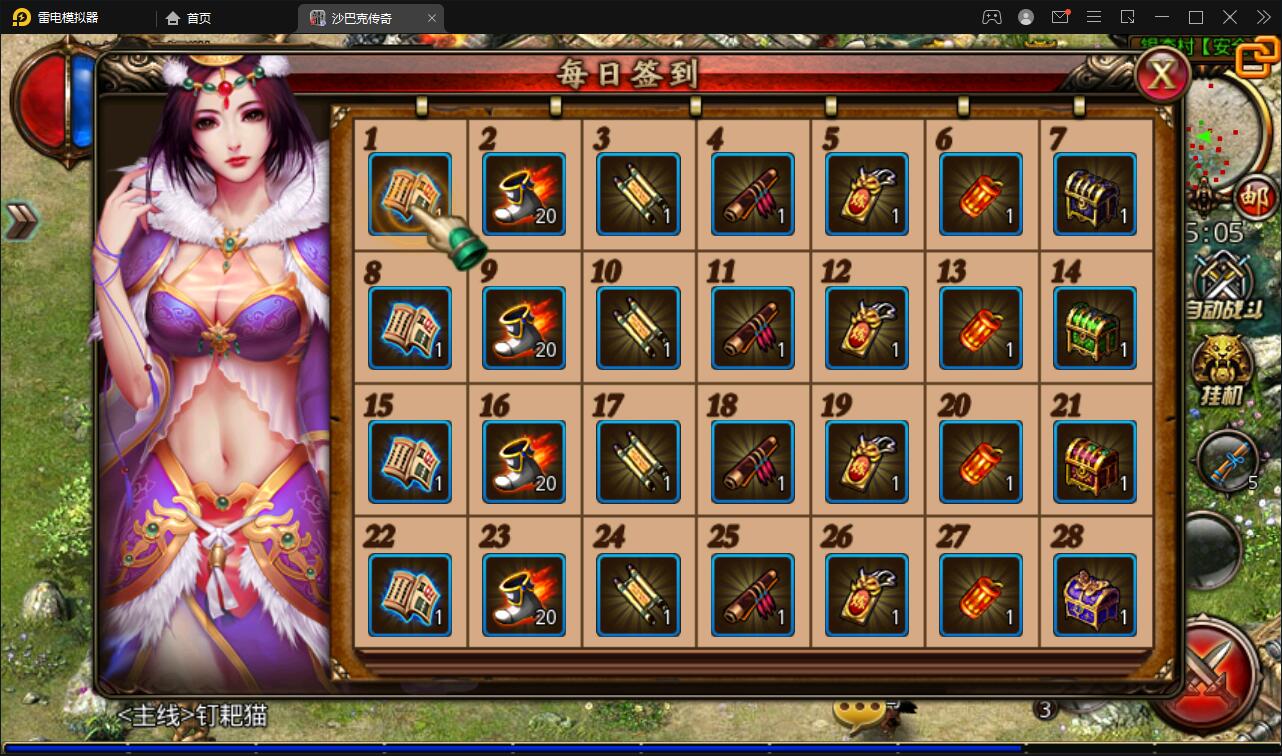 雷电模拟器
首页
沙巴克传奇
每日签到
X
1 2 3 4 5 6 7
1 20 1 1 1 1 1
8 9 10 11 12 13 14
1 20 1 1 1 1 1
15 16 17 18 19 20 21
1 20 1 1 1 1 1
22 23 24 25 26 27 28
1 20 1 1 1 1 1
邮
5:05
自动战斗
挂机
5
<主线>钉耙猫
3